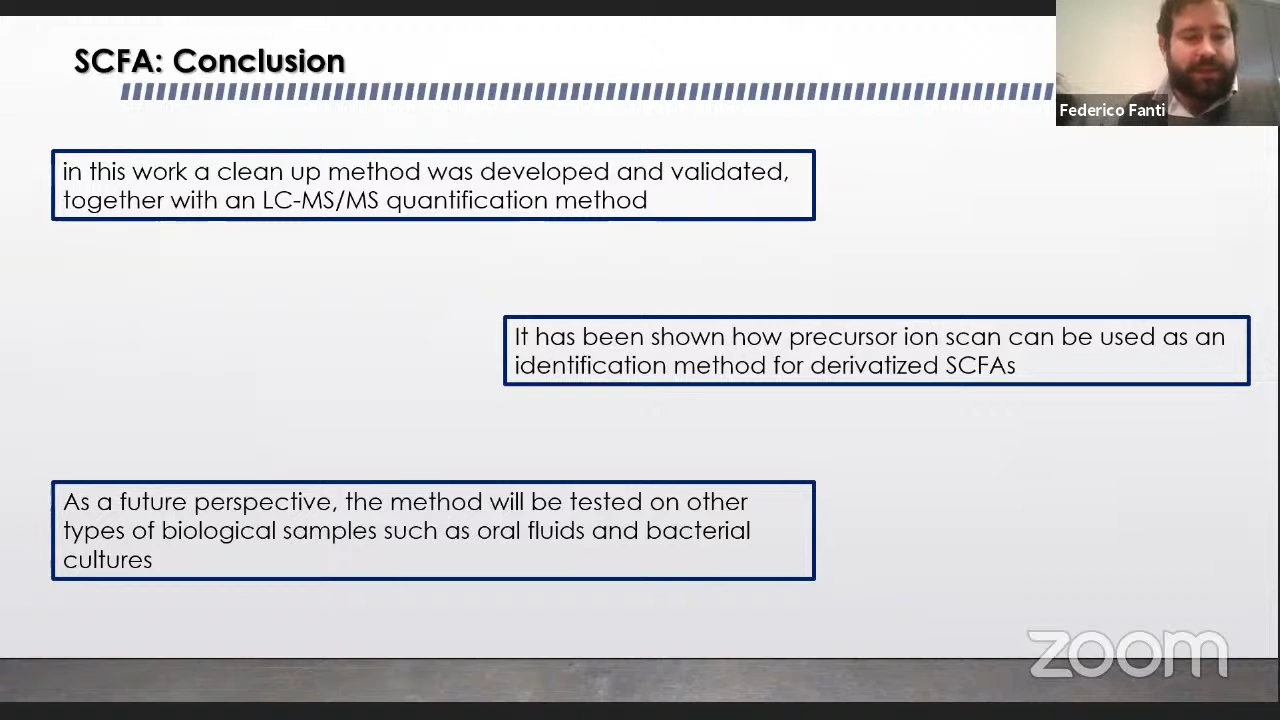 SCFA: Conclusion
Federico Fanti
in this work a clean up method was developed and validated,
together with an LC-MS/MS quantification method
It has been shown how precursor ion scan can be used as an
identification method for derivatized SCFAs
As a future perspective, the method will be tested on other
types of biological samples such as oral fluids and bacterial
cultures
zoom